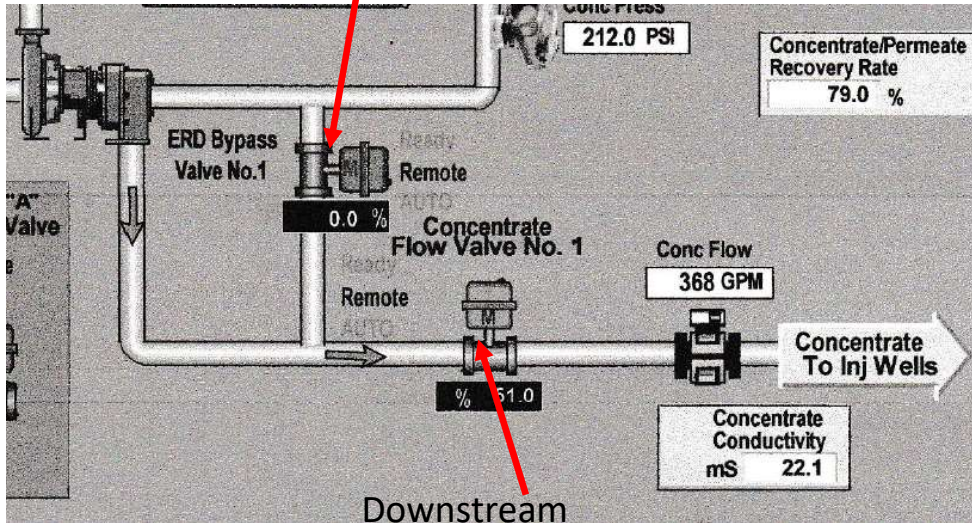 Conc Press
212.0 PSI
Concentrate/Permeate
Recovery Rate
79.0 %
ERD Bypass
Valve No.1
Ready
Remote
AUTO
M
0.0 %
"A"
Valve
Concentrate
Flow Valve No. 1
Ready
Remote
AUTO
M
% 51.0
Conc Flow
368 GPM
Concentrate
To Inj Wells
Concentrate
Conductivity
mS 22.1
Downstream